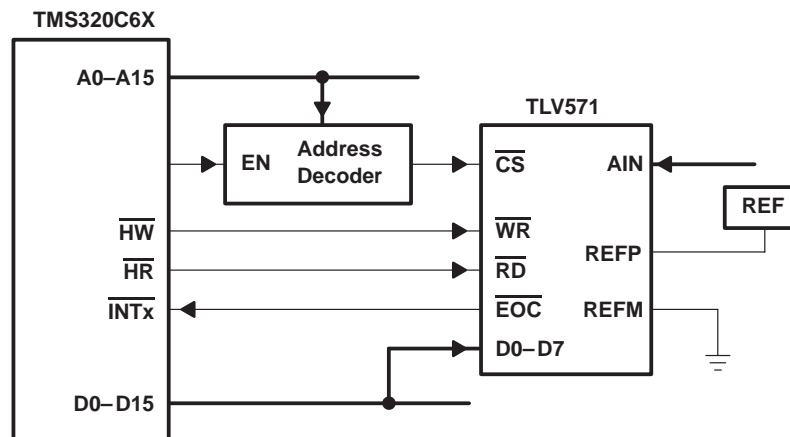 TMS320C6X
A0–A15
TLV571
EN
Address
Decoder
CS
AIN
REF
HW
WR
REFP
HR
RD
INTx
EOC
REFM
D0–D7
D0–D15